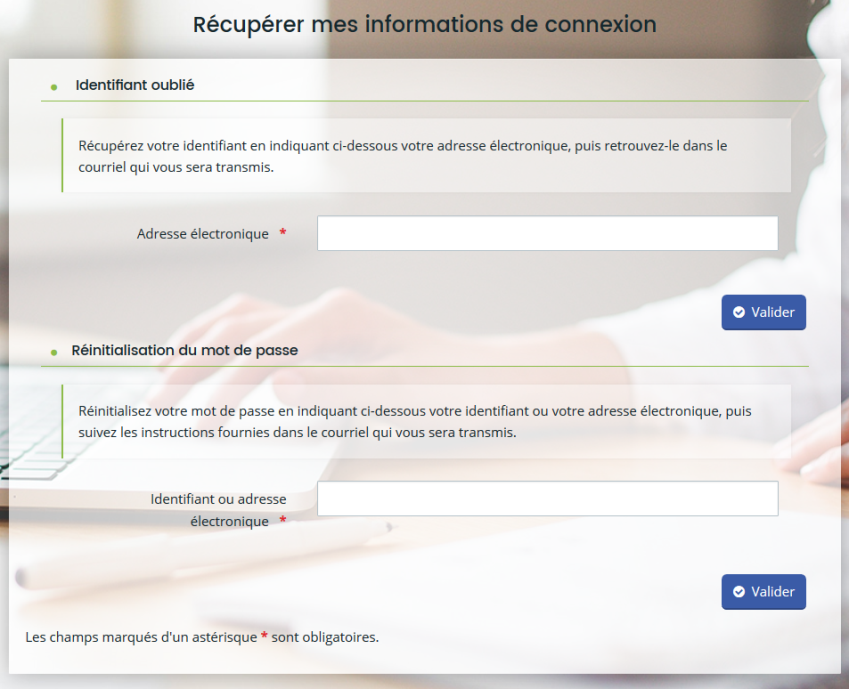 Récupérer mes informations de connexion
Identifiant oublié
Récupérez votre identifiant en indiquant ci-dessous votre adresse électronique, puis retrouvez-le dans le
courriel qui vous sera transmis.
Adresse électronique *
Valider
Réinitialisation du mot de passe
Réinitialisez votre mot de passe en indiquant ci-dessous votre identifiant ou votre adresse électronique, puis
suivez les instructions fournies dans le courriel qui vous sera transmis.
Identifiant ou adresse
électronique *
Valider
Les champs marqués d'un astérisque * sont obligatoires.